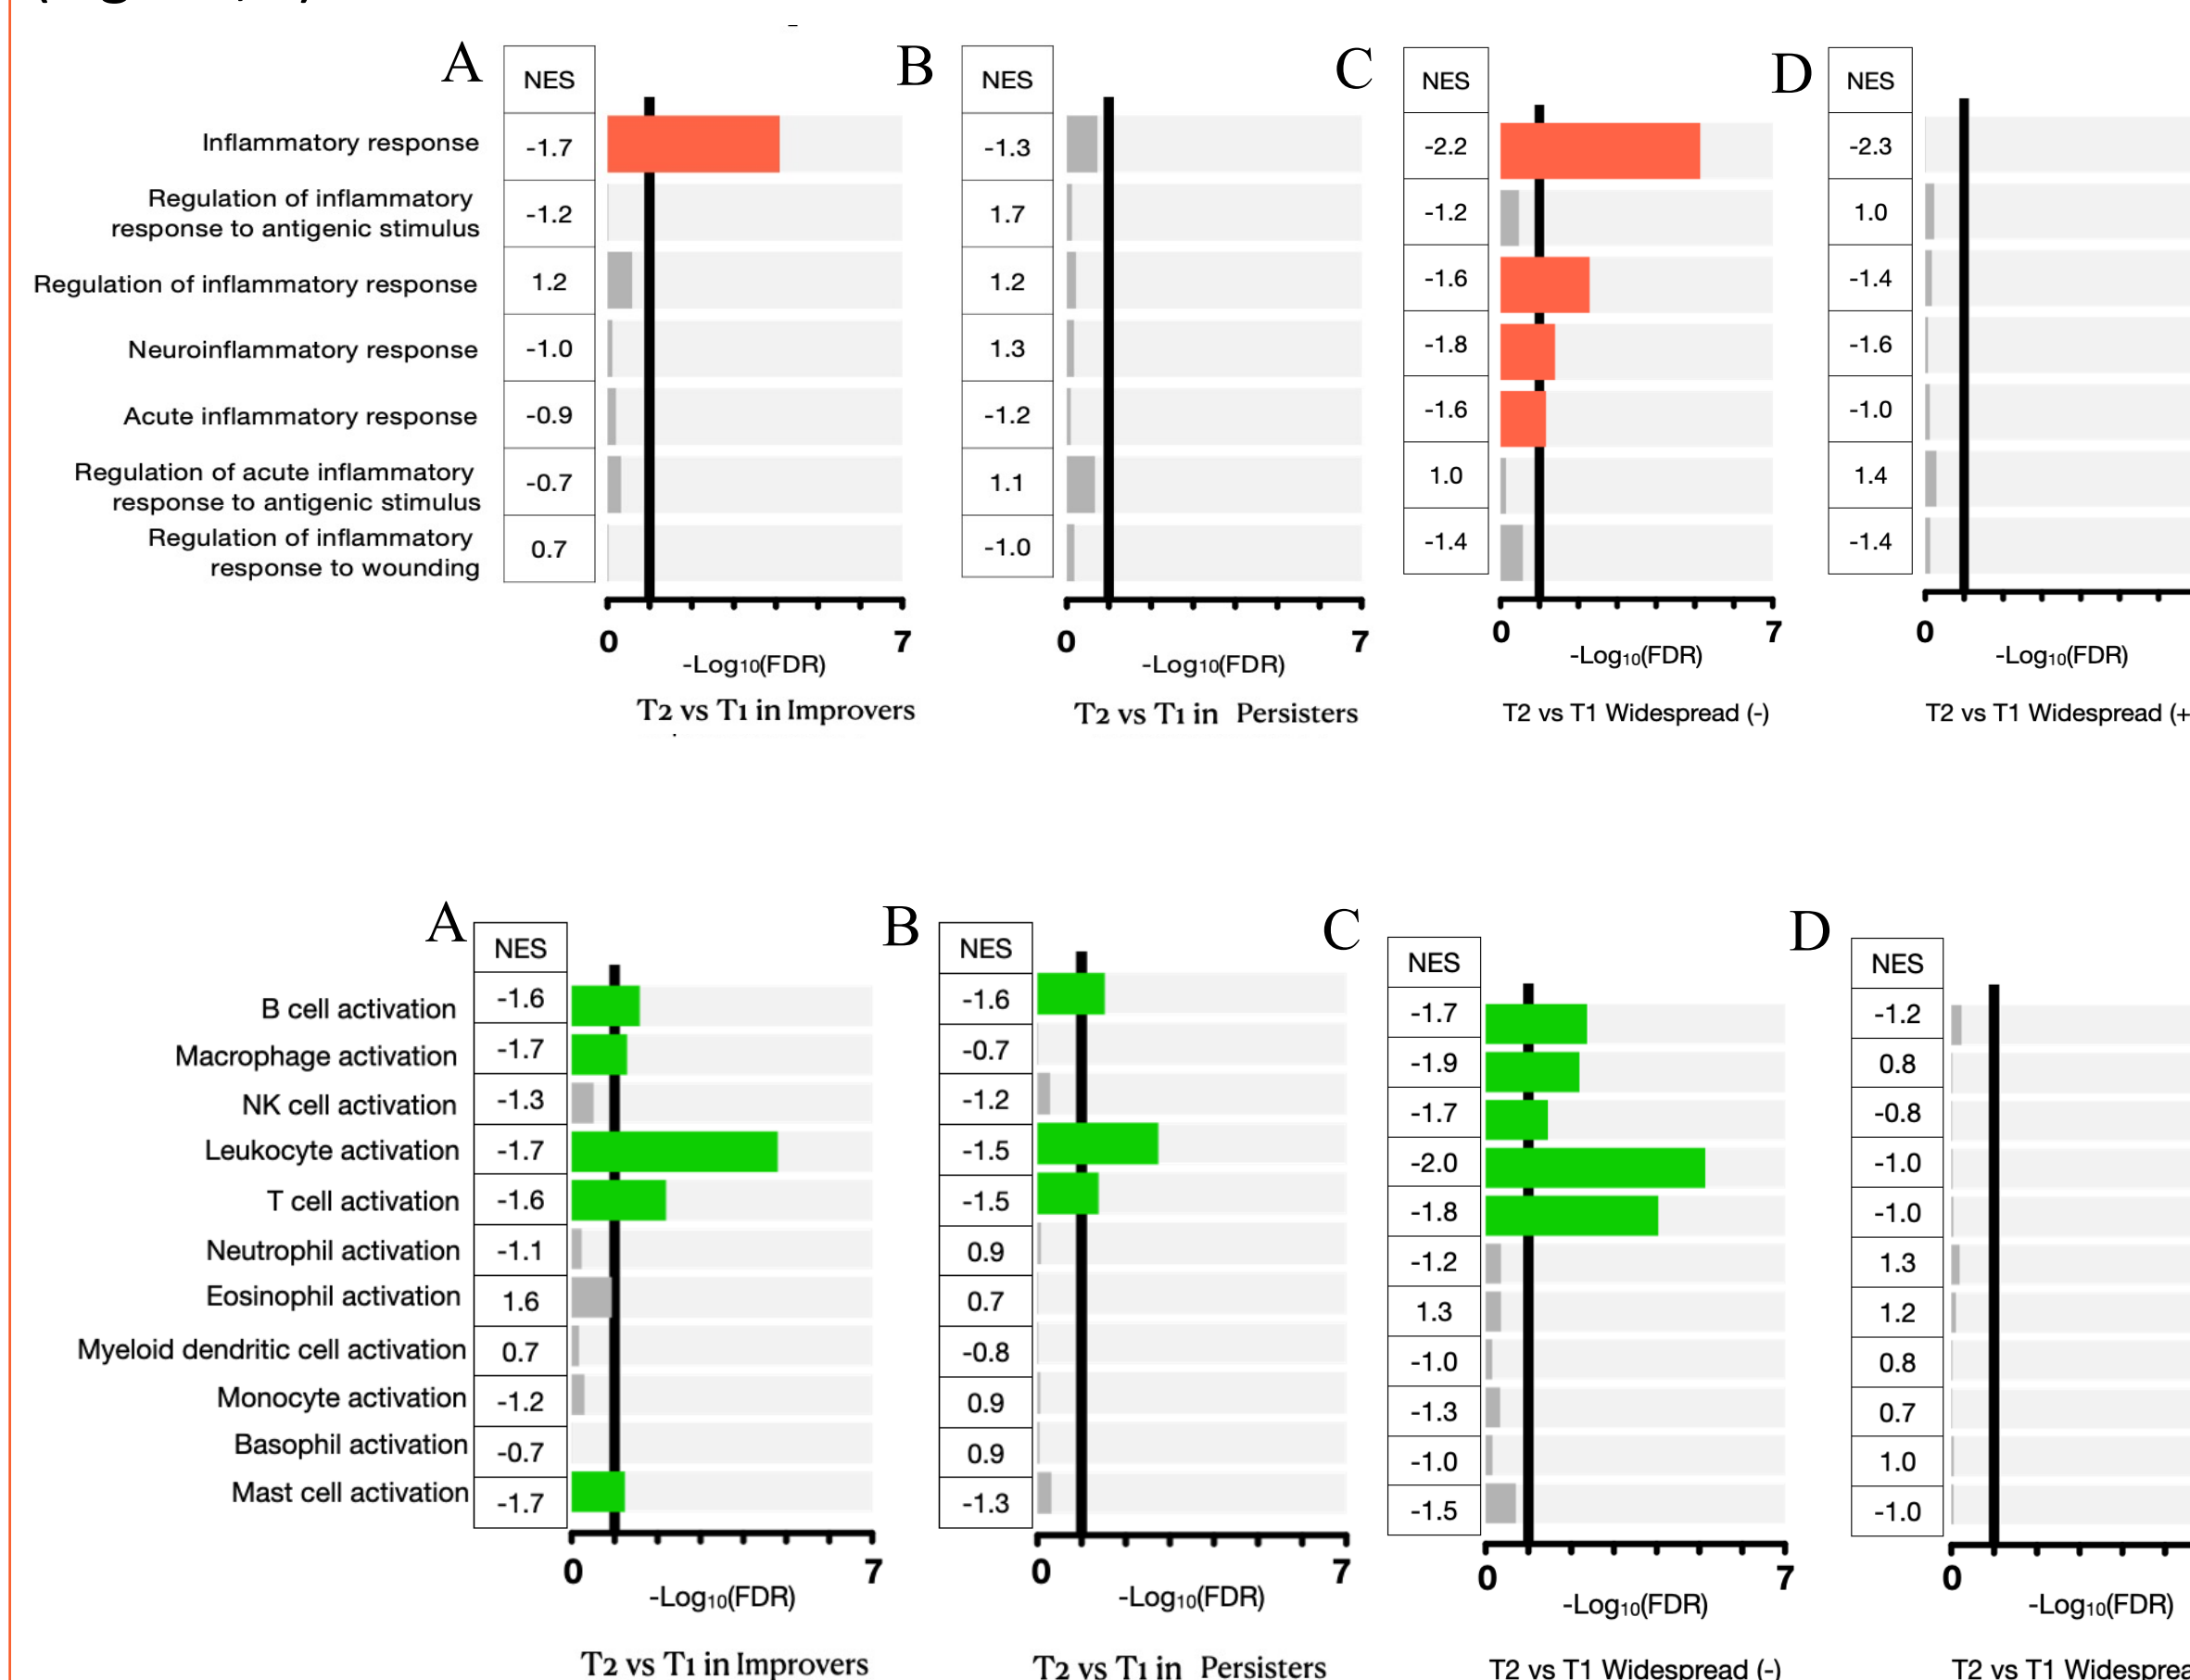 A
NES
B
NES
C
NES
D
NES
Inflammatory response
-1.7
-1.3
-2.2
-2.3
Regulation of inflammatory
response to antigenic stimulus
-1.2
1.7
-1.2
1.0
Regulation of inflammatory response
1.2
1.2
-1.6
-1.4
Neuroinflammatory response
-1.0
1.3
-1.8
-1.6
Acute inflammatory response
-0.9
-1.2
-1.6
-1.0
Regulation of acute inflammatory
response to antigenic stimulus
-0.7
1.1
1.0
1.4
Regulation of inflammatory
response to wounding
0.7
-1.0
-1.4
-1.4
0 7
0 7
0 7
0
-Log10(FDR)
-Log10(FDR)
-Log10(FDR)
-Log10(FDR)
T2 vs T1 in Improvers
T2 vs T1 in Persisters
T2 vs T1 Widespread (-)
T2 vs T1 Widespread (+
A
NES
B
NES
C
NES
D
NES
B cell activation
-1.6
-1.6
-1.7
-1.2
Macrophage activation
-1.7
-0.7
-1.9
0.8
NK cell activation
-1.3
-1.2
-1.7
-0.8
Leukocyte activation
-1.7
-1.5
-2.0
-1.0
T cell activation
-1.6
-1.5
-1.8
-1.0
Neutrophil activation
-1.1
0.9
-1.2
1.3
Eosinophil activation
1.6
0.7
1.3
1.2
Myeloid dendritic cell activation
0.7
-0.8
-1.0
0.8
Monocyte activation
-1.2
0.9
-1.3
0.7
Basophil activation
-0.7
0.9
-1.0
1.0
Mast cell activation
-1.7
-1.3
-1.5
-1.0
0 7
0 7
0 7
0
-Log10(FDR)
-Log10(FDR)
-Log10(FDR)
-Log10(FDR)
T2 vs T1 in Improvers
T2 vs T1 in Persisters
T2 vs T1 Widespread (-)
T2 vs T1 Widesprea